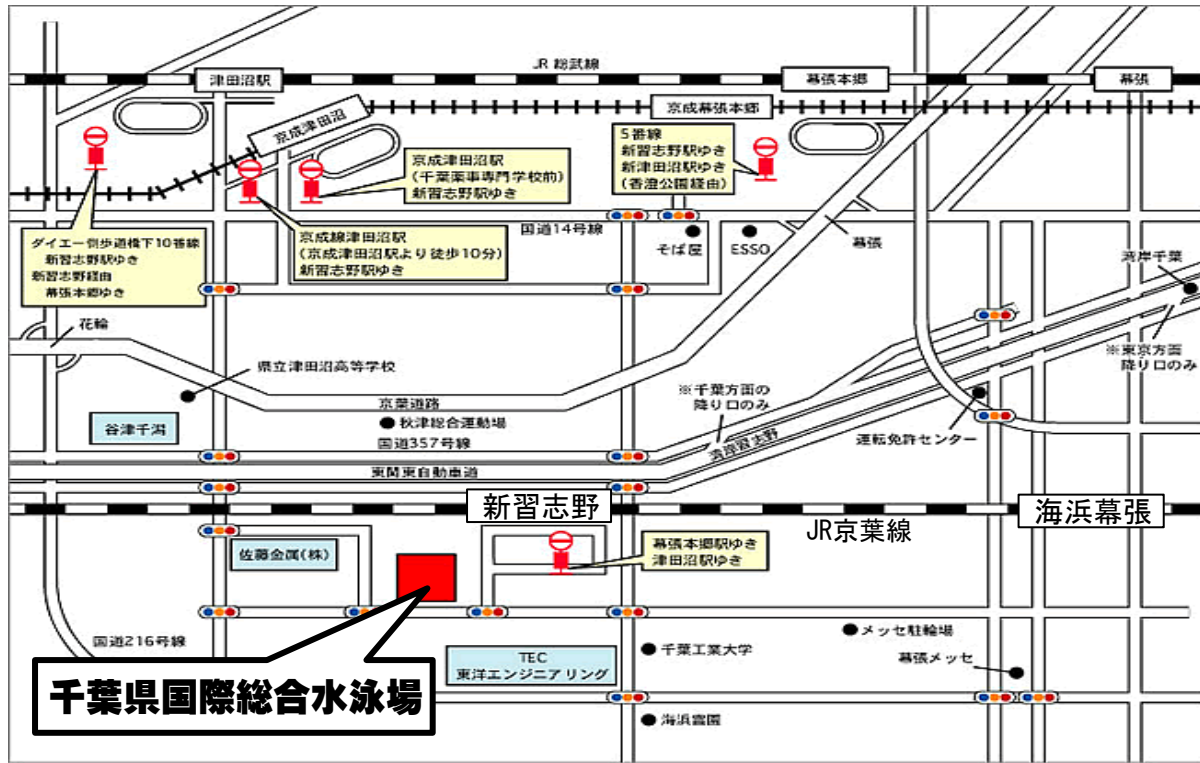 JR 総武線
津田沼駅
幕張本郷
幕張
京成津田沼
京成幕張本郷
5番線
新習志野駅ゆき
新津田沼駅ゆき
(香澄公園経由)
京成津田沼駅
(千葉薬事専門学校前)
新習志野駅ゆき
国道14号線
そば屋
ESSO
幕張
ダイエー側歩道橋下10番線
新習志野駅ゆき
新習志野経由
幕張本郷ゆき
京成線津田沼駅
(京成津田沼駅より徒歩10分)
新習志野駅ゆき
湾岸千葉
花輪
県立津田沼高等学校
※千葉方面の
降り口のみ
※東京方面
降り口のみ
京葉道路
谷津干潟
秋津総合運動場
国道357号線
湾岸習志野
運転免許センター
東関東自動車道
新習志野
JR京葉線
海浜幕張
佐藤金属(株)
幕張本郷駅ゆき
津田沼駅ゆき
国道216号線
TEC
東洋エンジニアリング
千葉工業大学
メッセ駐輪場
幕張メッセ
千葉県国際総合水泳場
海浜霊園